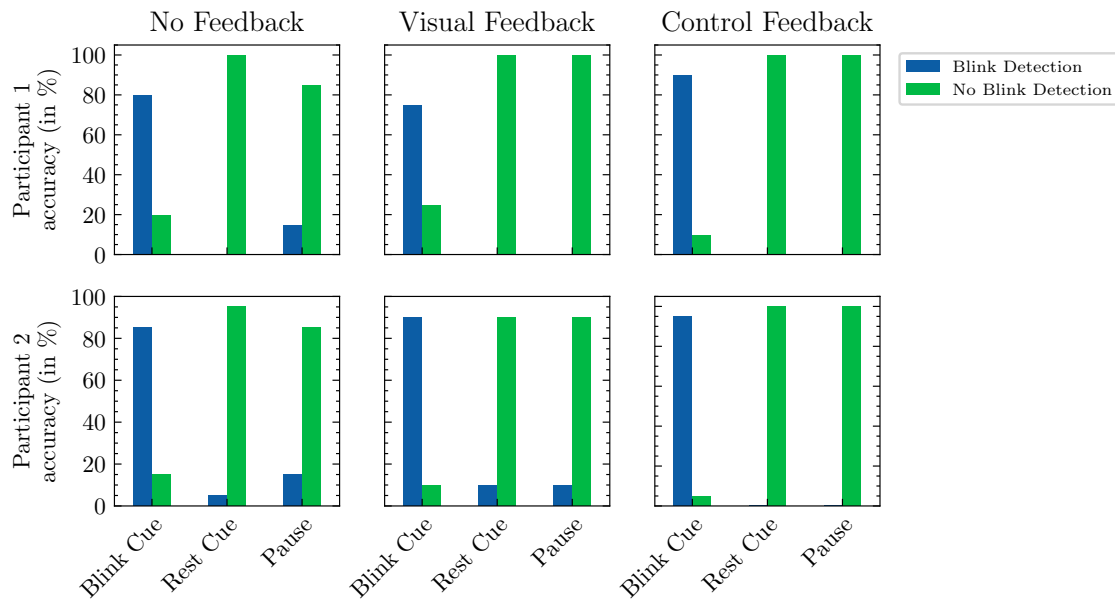 No Feedback
Visual Feedback
Control Feedback
Participant 1
accuracy (in %)
100
80
60
40
20
0
Blink Detection
No Blink Detection
Participant 2
accuracy (in %)
100
80
60
40
20
0
Blink Cue
Rest Cue
Pause
Blink Cue
Rest Cue
Pause
Blink Cue
Rest Cue
Pause